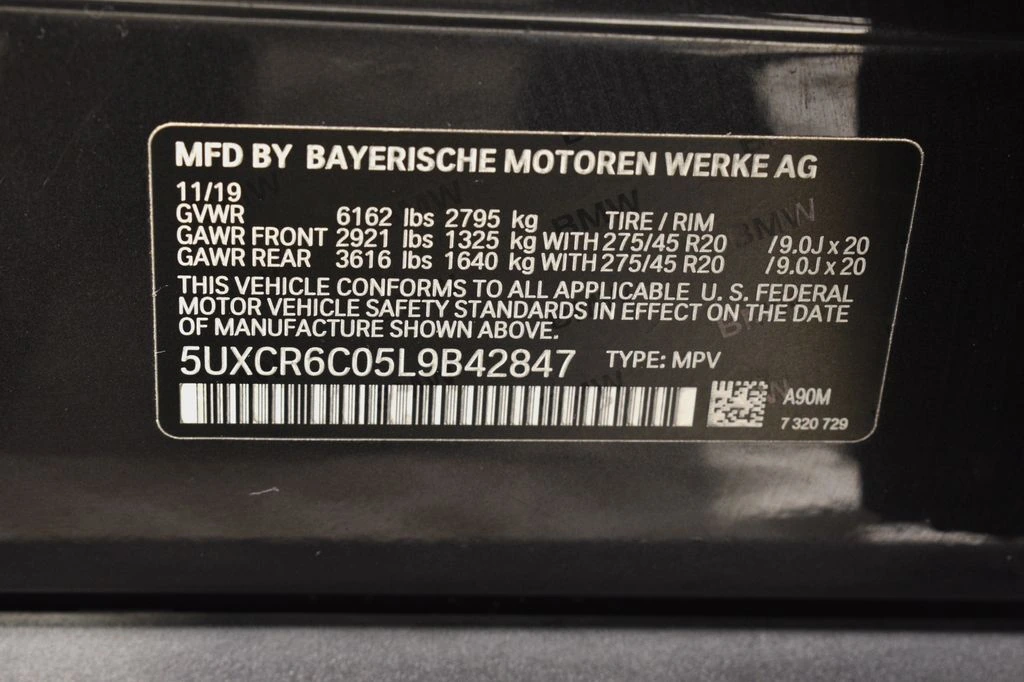 MFD BY BAYERISCHE MOTOREN WERKE AG
11/19
GVWR 6162 lbs 2795 kg TIRE / RIM
GAWR FRONT 2921 lbs 1325 kg WITH 275/45 R20 / 9.0J x 20
GAWR REAR 3616 lbs 1640 kg WITH 275/45 R20 / 9.0J x 20
THIS VEHICLE CONFORMS TO ALL APPLICABLE U. S. FEDERAL
MOTOR VEHICLE SAFETY STANDARDS IN EFFECT ON THE DATE
OF MANUFACTURE SHOWN ABOVE.
5UXCR6C05L9B42847 TYPE: MPV
A90M
7 320 729